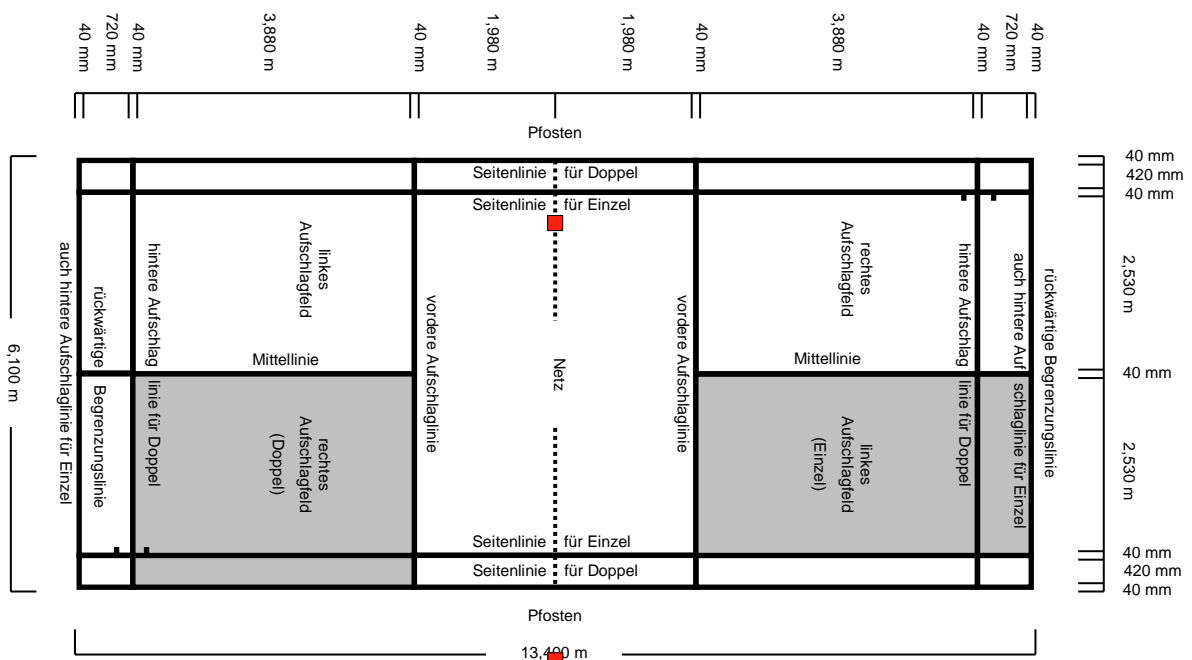 40 mm
720 mm
40 mm
3,880 m
40 mm
1,980 m
1,980 m
40 mm
3,880 m
40 mm
720 mm
40 mm
Pfosten
Seitenlinie für Doppel
Seitenlinie für Einzel
40 mm
420 mm
40 mm
2,530 m
40 mm
2,530 m
40 mm
420 mm
40 mm
6,100 m
auch hintere Aufschlaglinie für Einzel
rückwärtige Begrenzungslinie
hintere Aufschlag linie für Doppel
linkes
Aufschlagfeld
Mittellinie
rechtes
Aufschlagfeld
(Doppel)
vordere Aufschlaglinie
Netz
vordere Aufschlaglinie
rechtes
Aufschlagfeld
Mittellinie
linkes
Aufschlagfeld
(Einzel)
hintere Aufschlag linie für Doppel
auch hintere Auf schlaglinie für Einzel
rückwärtige Begrenzungslinie
Seitenlinie für Einzel
Seitenlinie für Doppel
Pfosten
13,400 m